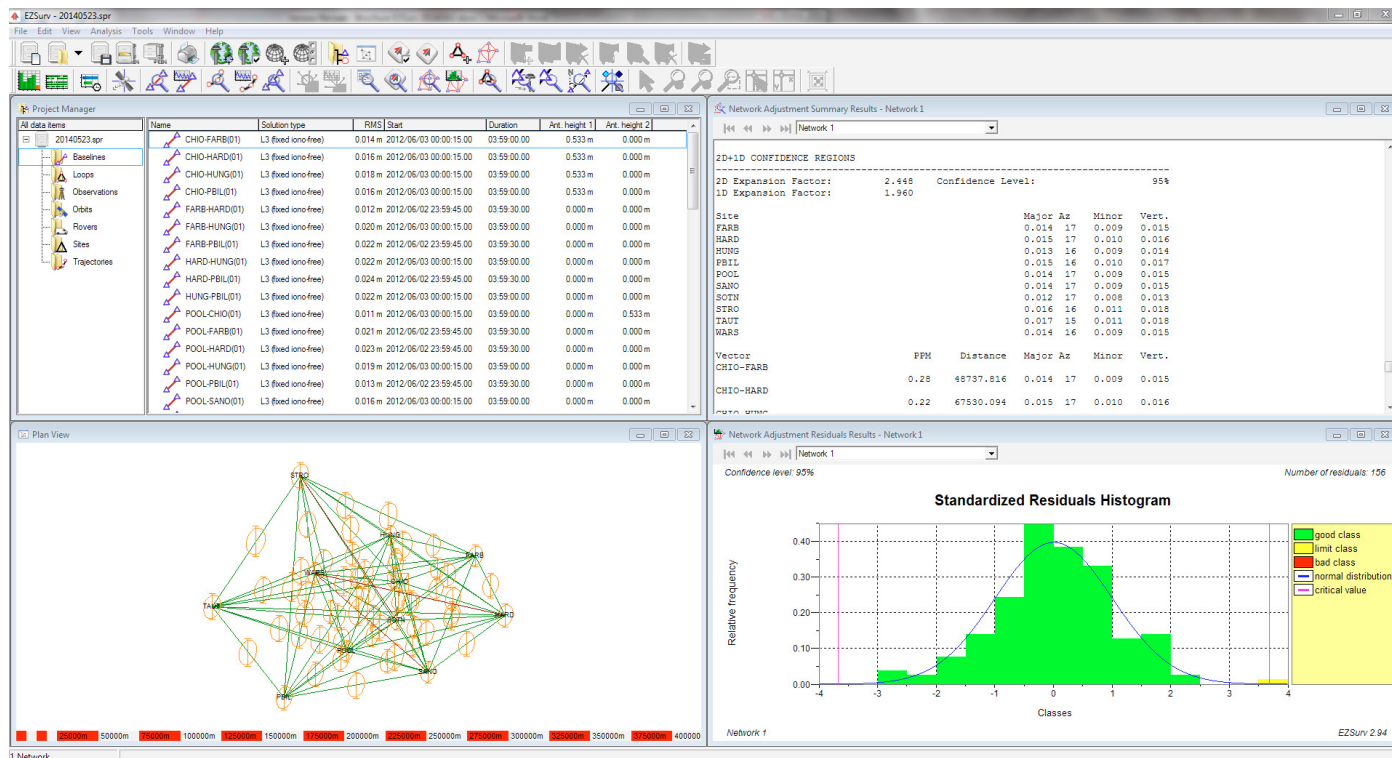 EZSurv - 20140523.spr
File Edit View Analysis Tools Window Help
Project Manager
All data items
20140523.spr
Baselines
Loops
Observations
Orbits
Rovers
Sites
Trajectories
Name Solution type RMS Start Duration Ant. height 1 Ant. height 2
CHIO-FARB(01) L3 (fixed iono-free) 0.014 m 2012/06/03 00:00:15.00 03:59:00.00 0.533 m 0.000 m
CHIO-HARD(01) L3 (fixed iono-free) 0.016 m 2012/06/03 00:00:15.00 03:59:00.00 0.533 m 0.000 m
CHIO-HUNG(01) L3 (fixed iono-free) 0.018 m 2012/06/03 00:00:15.00 03:59:00.00 0.533 m 0.000 m
CHIO-PBIL(01) L3 (fixed iono-free) 0.016 m 2012/06/03 00:00:15.00 03:59:00.00 0.533 m 0.000 m
FARB-HARD(01) L3 (fixed iono-free) 0.012 m 2012/06/02 23:59:45.00 03:59:30.00 0.000 m 0.000 m
FARB-HUNG(01) L3 (fixed iono-free) 0.020 m 2012/06/03 00:00:15.00 03:59:00.00 0.000 m 0.000 m
FARB-PBIL(01) L3 (fixed iono-free) 0.022 m 2012/06/02 23:59:45.00 03:59:30.00 0.000 m 0.000 m
HARD-HUNG(01) L3 (fixed iono-free) 0.022 m 2012/06/03 00:00:15.00 03:59:00.00 0.000 m 0.000 m
HARD-PBIL(01) L3 (fixed iono-free) 0.024 m 2012/06/02 23:59:45.00 03:59:30.00 0.000 m 0.000 m
HUNG-PBIL(01) L3 (fixed iono-free) 0.022 m 2012/06/03 00:00:15.00 03:59:00.00 0.000 m 0.000 m
POOL-CHIO(01) L3 (fixed iono-free) 0.011 m 2012/06/03 00:00:15.00 03:59:00.00 0.000 m 0.533 m
POOL-FARB(01) L3 (fixed iono-free) 0.021 m 2012/06/02 23:59:45.00 03:59:30.00 0.000 m 0.000 m
POOL-HARD(01) L3 (fixed iono-free) 0.023 m 2012/06/02 23:59:45.00 03:59:30.00 0.000 m 0.000 m
POOL-HUNG(01) L3 (fixed iono-free) 0.019 m 2012/06/03 00:00:15.00 03:59:00.00 0.000 m 0.000 m
POOL-PBIL(01) L3 (fixed iono-free) 0.013 m 2012/06/02 23:59:45.00 03:59:30.00 0.000 m 0.000 m
POOL-SANO(01) L3 (fixed iono-free) 0.016 m 2012/06/03 00:00:15.00 03:59:00.00 0.000 m 0.000 m
Network Adjustment Summary Results - Network 1
Network 1
2D+1D CONFIDENCE REGIONS
2D Expansion Factor: 2.448 Confidence Level: 95%
1D Expansion Factor: 1.960
Site Major Az Minor Vert.
FARB 0.014 17 0.009 0.015
HARD 0.015 17 0.010 0.016
HUNG 0.013 16 0.009 0.014
PBIL 0.015 16 0.010 0.017
POOL 0.014 17 0.009 0.015
SANO 0.014 17 0.009 0.015
SOTN 0.012 17 0.008 0.013
STRO 0.016 16 0.011 0.018
TAUT 0.017 15 0.011 0.018
WARS 0.014 16 0.009 0.015
Vector PPM Distance Major Az Minor Vert.
CHIO-FARB
0.28 48737.816 0.014 17 0.009 0.015
CHIO-HARD
0.22 67530.094 0.015 17 0.010 0.016
CHIO-HUNG
Plan View
STRO
HUNG
FARB
WARS
CHIO
TAUT
HARD
SOTN
POOL
SANO
PBIL
25000m 50000m 75000m 100000m 125000m 150000m 175000m 200000m 225000m 250000m 275000m 300000m 325000m 350000m 375000m 400000
Network Adjustment Residuals Results - Network 1
Network 1
Confidence level: 95% Number of residuals: 156
Standardized Residuals Histogram
Relative frequency
0.40
0.30
0.20
0.10
0.00
-4 -3 -2 -1 0 1 2 3 4
Classes
good class
limit class
bad class
normal distribution
critical value
Network 1 EZSurv 2.94
1 Network